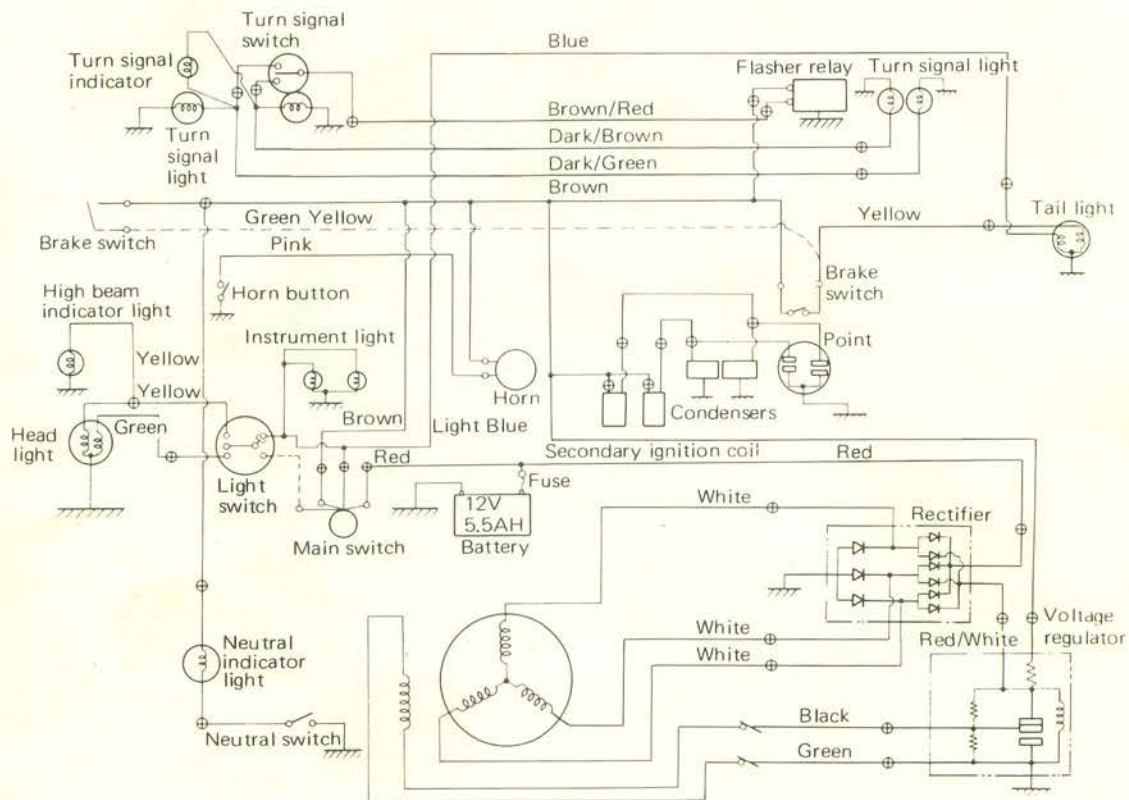 Turn signal
switch
Turn signal
indicator
Turn
signal
light
Blue
Flasher relay
Turn signal light
Brown/Red
Dark/Brown
Dark/Green
Brown
Green Yellow
Brake switch
Pink
Yellow
Tail light
High beam
indicator light
Horn button
Brake
switch
Instrument light
Point
Yellow
Yellow
Green
Horn
Condensers
Head
light
Brown
Light Blue
Secondary ignition coil
Light
switch
Red
Red
Fuse
12V
5.5AH
Battery
Main switch
White
Rectifier
Neutral
indicator
light
White
White
Red/White
Voltage
regulator
Neutral switch
Black
Green